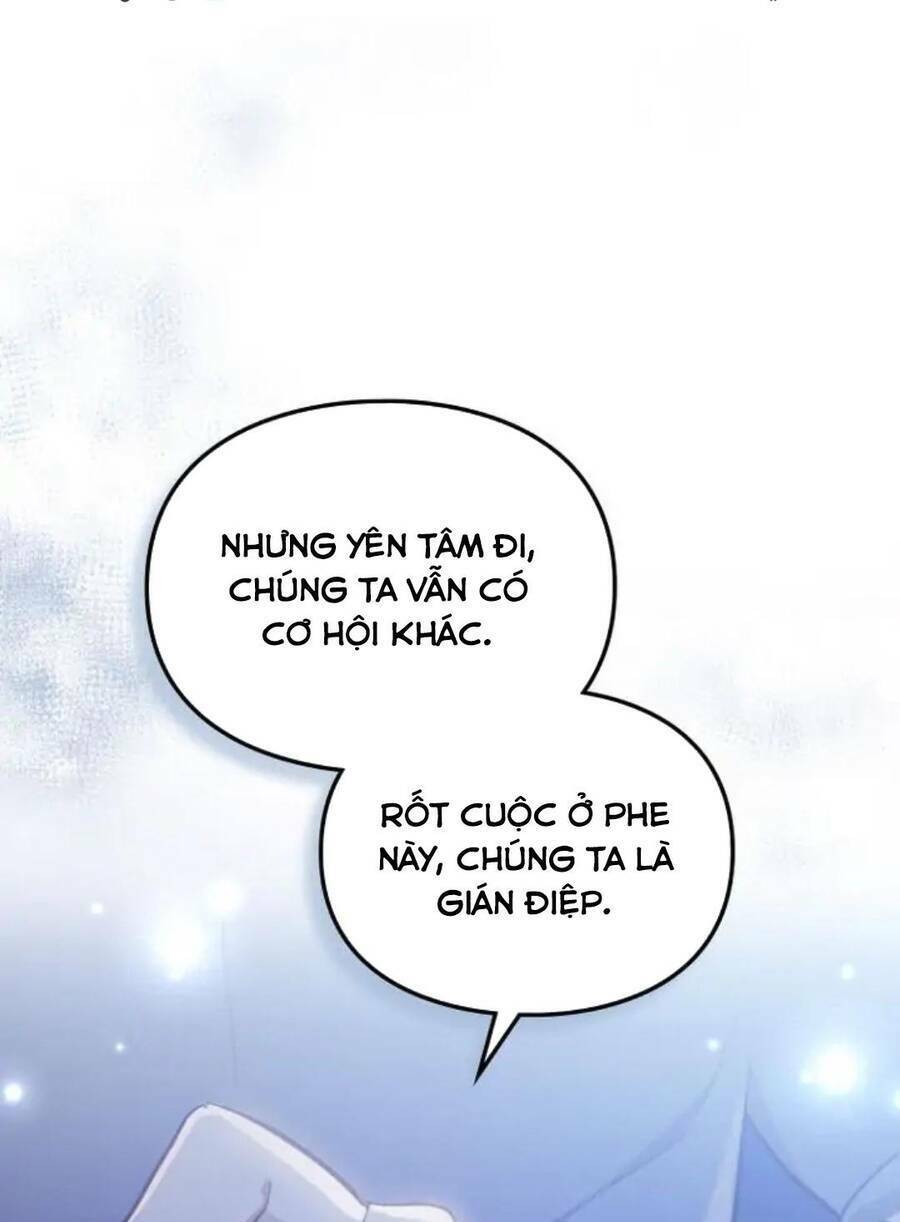 NHƯNG YÊN TÂM ĐI,
CHÚNG TA VẪN CÓ
CƠ HỘI KHÁC.
RỐT CUỘC Ở PHE
NÀY, CHÚNG TA LÀ
GIÁN ĐIỆP.